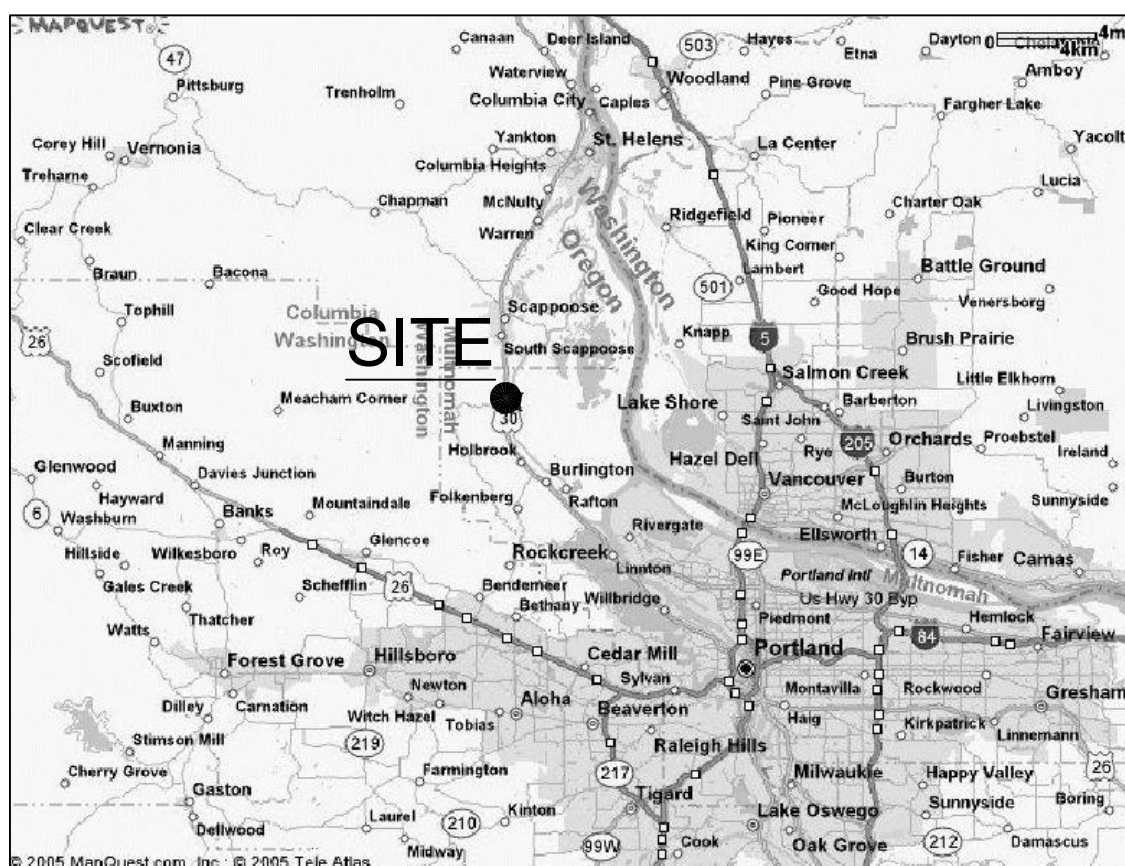 MAPQUEST
Canaan
Deer Island
503
Hayes
Etna
Dayton
0
4m
4km
47
Pittsburg
Trenholm
Waterview
Woodland
Pine Grove
Amboy
Columbia City
Caples
Fargher Lake
Corey Hill
Vernonia
Yankton
St. Helens
La Center
Yacolt
Treharne
Columbia Heights
Lucia
Chapman
McNulty
Washington
Oregon
Ridgefield
Pioneer
Charter Oak
Clear Creek
Warren
King Corner
Braun
Bacona
501
Lambert
Battle Ground
Good Hope
Venersborg
Tophill
Columbia
Washington
Scappoose
26
SITE
Multnomah
Washington
South Scappoose
Knapp
5
Brush Prairie
Scofield
Salmon Creek
Little Elkhorn
Buxton
Meacham Corner
30
Lake Shore
Barberton
Livingston
Saint John
Manning
Holbrook
Hazel Dell
Rye
205
Orchards
Proebstel
Ireland
Glenwood
Davies Junction
Burlington
Vancouver
Burton
Hayward
Mountaindale
Folkenberg
Rafton
McLoughlin Heights
Sunnyside
6
Washburn
Banks
Rivergate
Ellsworth
Hillside
Wilkesboro
Roy
Glencoe
Rockcreek
Linnton
99E
14
Fisher
Camas
Gales Creek
Schefflin
26
Bendemeer
Willbridge
Portland Intl
Multnomah
Thatcher
Bethany
Us Hwy 30 Byp
Watts
Piedmont
Hemlock
84
Fairview
Forest Grove
Hillsboro
Cedar Mill
Portland
Sylvan
Newton
Aloha
Montavilla
Rockwood
Gresham
Dilley
Carnation
Witch Hazel
Tobias
Beaverton
Haig
Kirkpatrick
Linnemann
Stimson Mill
219
Raleigh Hills
26
Cherry Grove
Farmington
217
Milwaukie
Happy Valley
Gaston
Tigard
Boring
Dellwood
Laurel
210
Kinton
Lake Oswego
Sunnyside
Midway
99W
Cook
Oak Grove
212
Damascus
© 2005 MapQuest.com, Inc.; © 2005 Tele Atlas